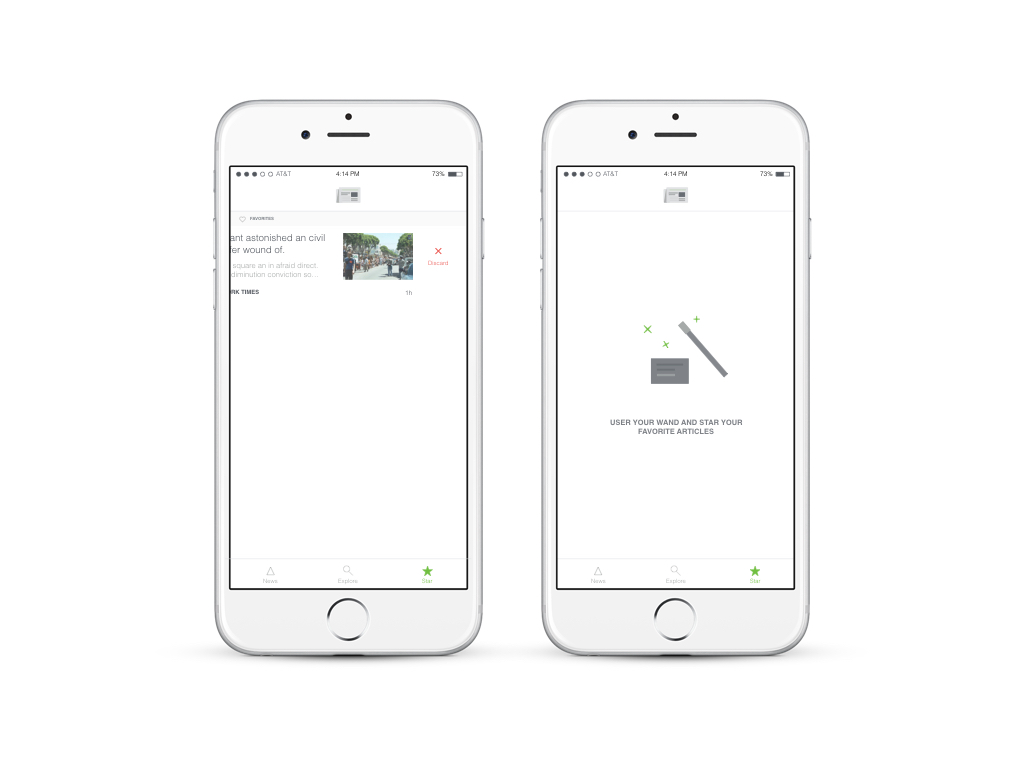 AT&T 4:14 PM 73%
FAVORITES
ant astonished an civil
fer wound of.
square an in afraid direct.
diminution conviction so…
Discard
RK TIMES 1h
News Explore Star
AT&T 4:14 PM 73%
USER YOUR WAND AND STAR YOUR
FAVORITE ARTICLES
News Explore Star